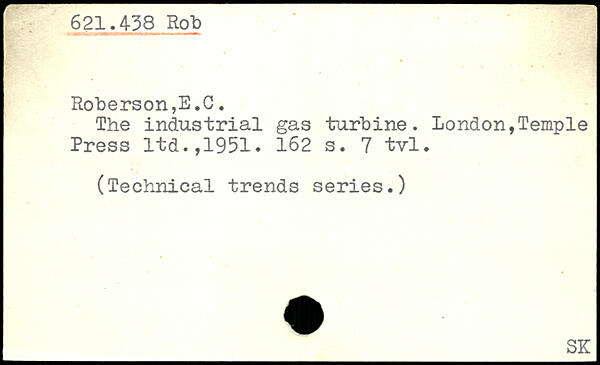 621.438 Rob
Roberson,E.C.
The industrial gas turbine. London,Temple
Press ltd.,1951. 162 s. 7 tvl.
(Technical trends series.)
SK